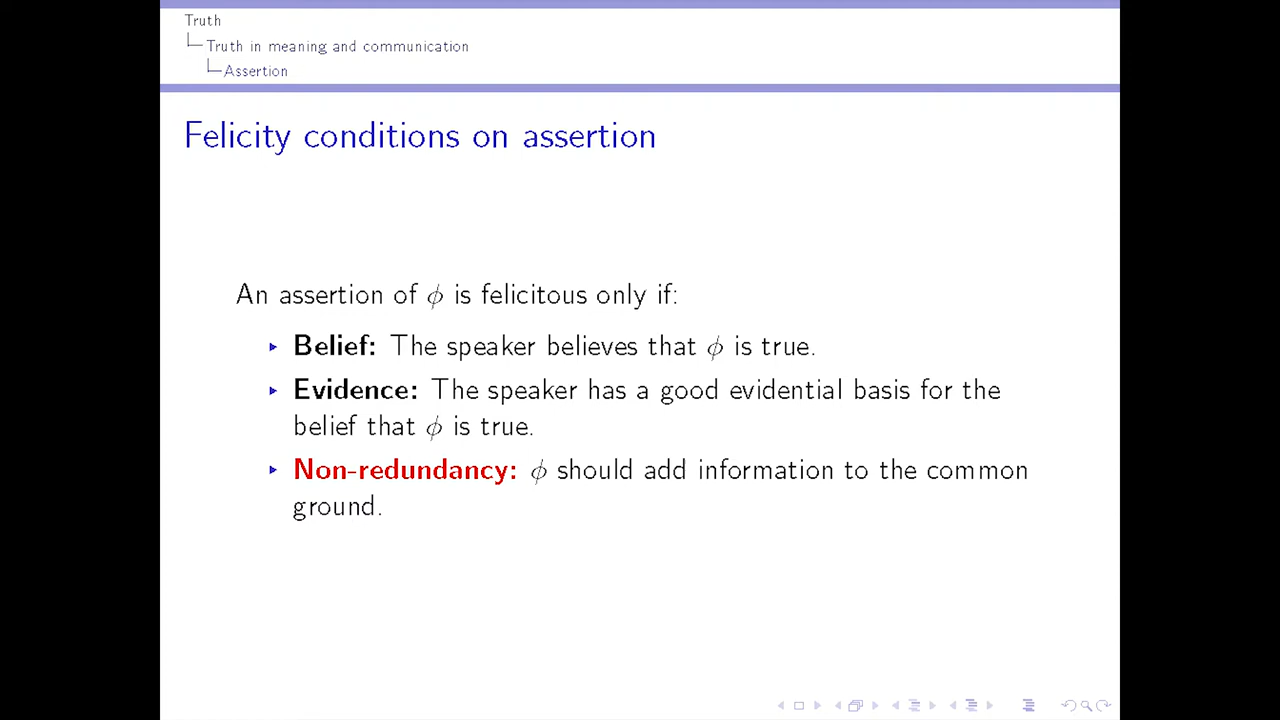 Truth
Truth in meaning and communication
Assertion
Felicity conditions on assertion
An assertion of ϕ is felicitous only if:
Belief: The speaker believes that ϕ is true.
Evidence: The speaker has a good evidential basis for the
belief that ϕ is true.
Non-redundancy: ϕ should add information to the common
ground.